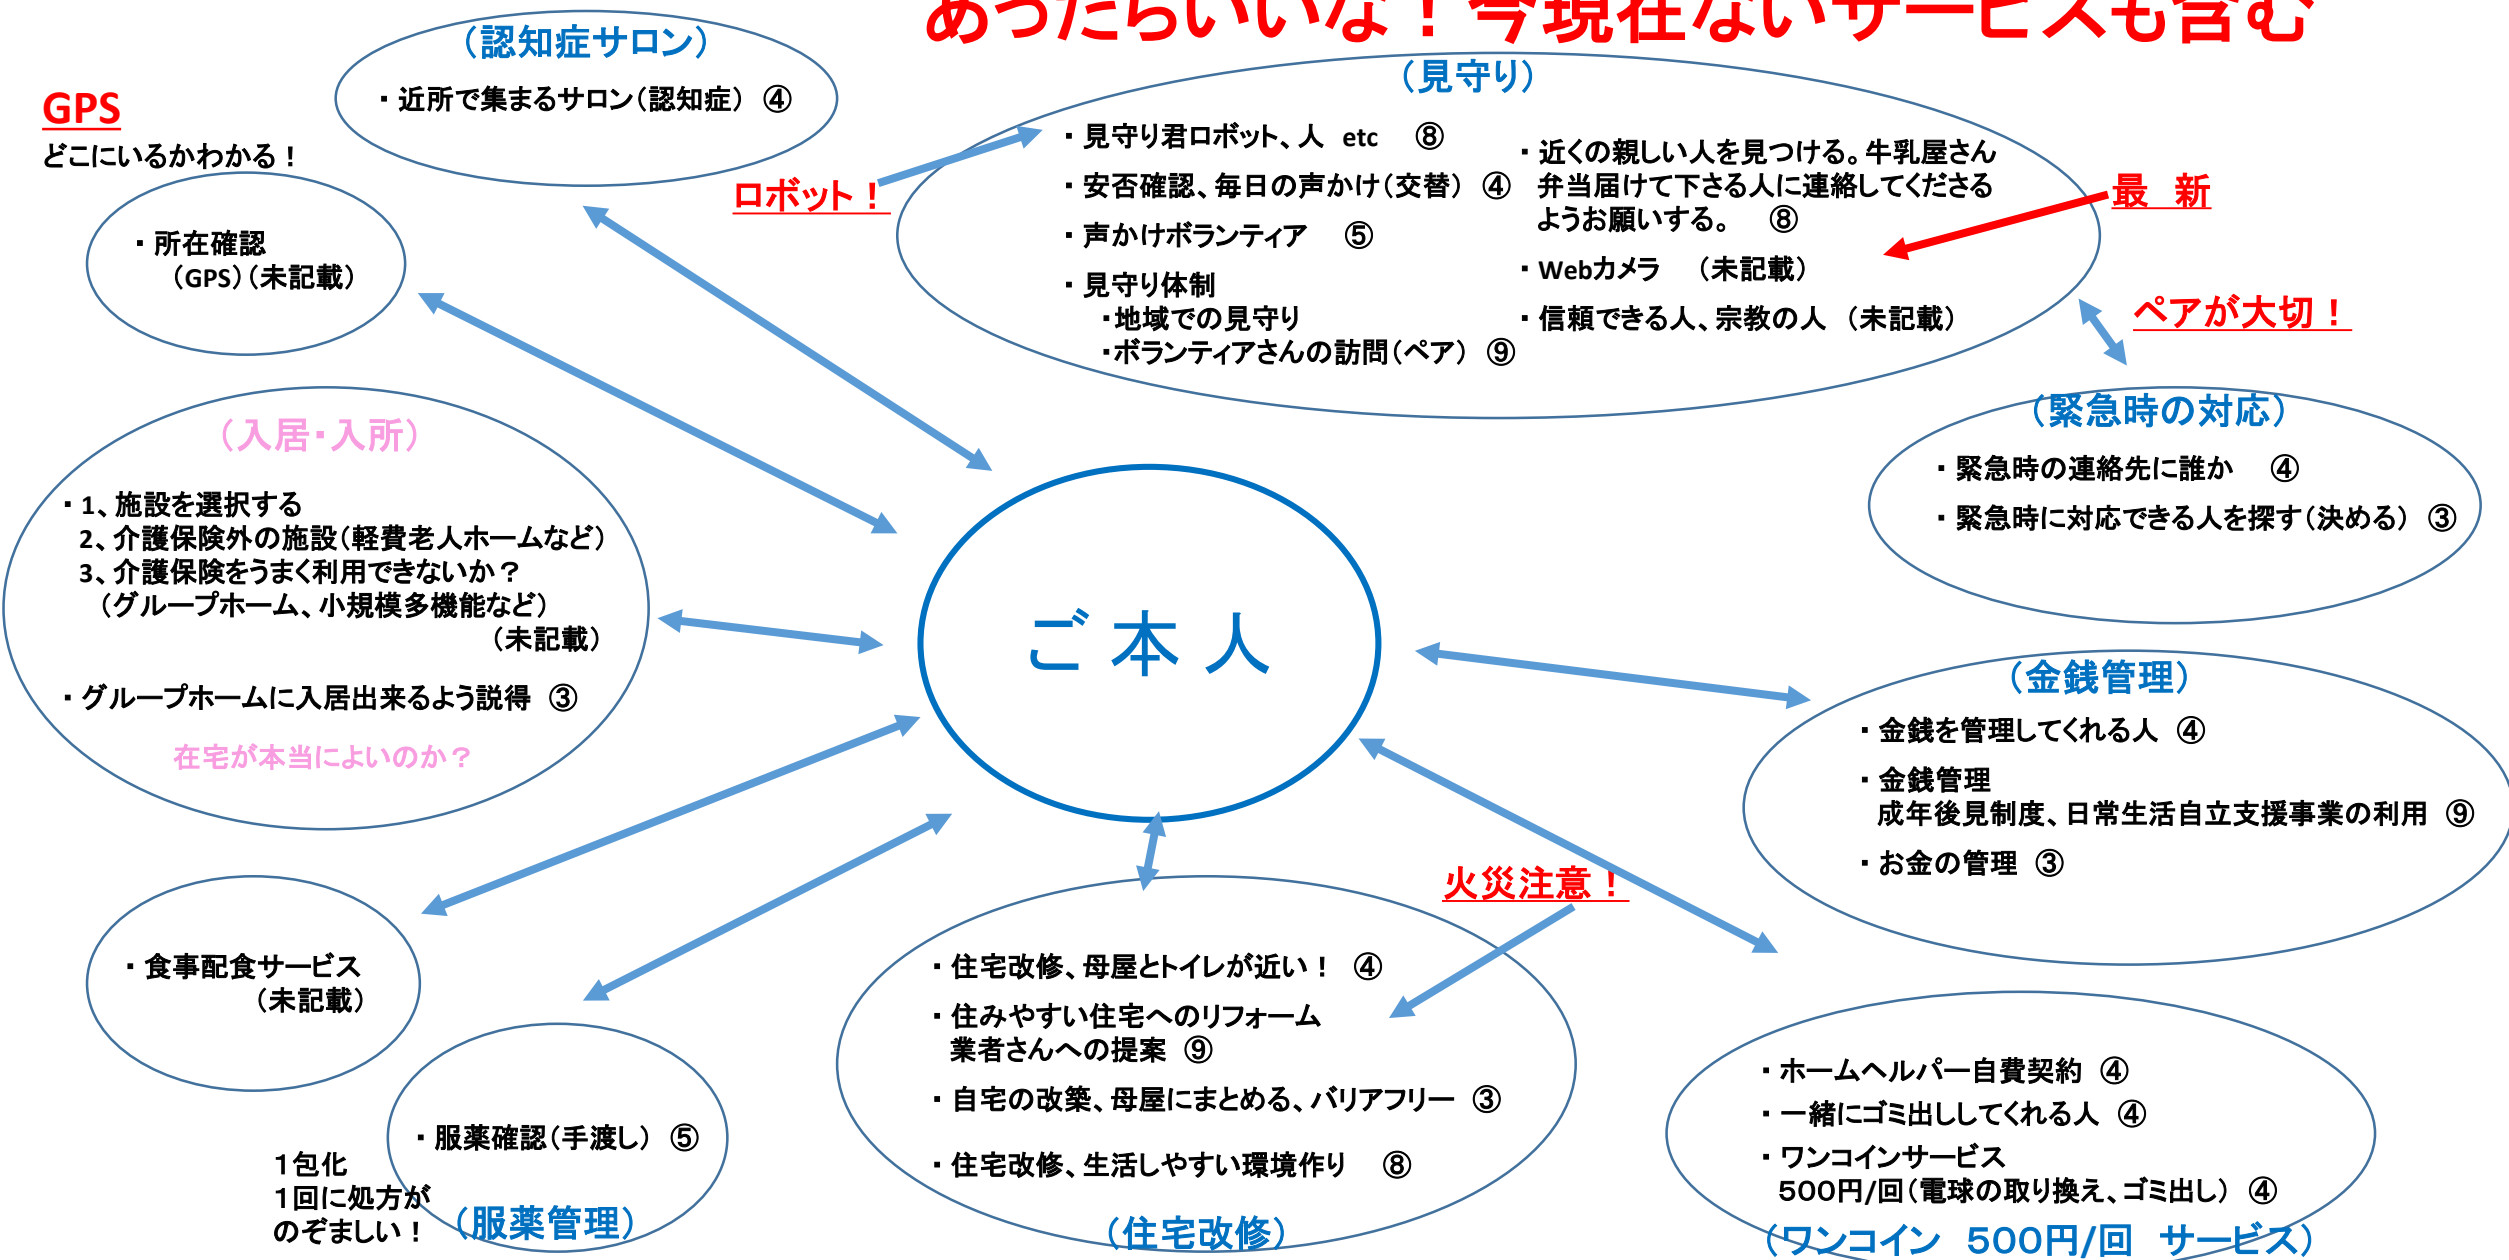 あったらいいな！今現在ないサービスも含む
（認知症サロン）
・近所で集まるサロン（認知症） ④
GPS
どこにいるかわかる！
・所在確認
（GPS）（未記載）
ロボット！
（見守り）
・見守り君ロボット、人 etc ⑧
・安否確認、毎日の声かけ（交替） ④
・声かけボランティア ⑤
・見守り体制
・地域での見守り
・ボランティアさんの訪問（ペア） ⑨
・近くの親しい人を見つける。牛乳屋さん
弁当届けて下さる人に連絡してくださる
ようお願いする。 ⑧
・Webカメラ （未記載）
・信頼できる人、宗教の人 （未記載）
最 新
ペアが大切！
（緊急時の対応）
・緊急時の連絡先に誰か ④
・緊急時に対応できる人を探す（決める） ③
（入居・入所）
・1、施設を選択する
2、介護保険外の施設（軽費老人ホームなど）
3、介護保険をうまく利用できないか？
（グループホーム、小規模多機能など）
（未記載）
・グループホームに入居出来るよう説得 ③
在宅が本当によいのか？
ご本人
（金銭管理）
・金銭を管理してくれる人 ④
・金銭管理
成年後見制度、日常生活自立支援事業の利用 ⑨
・お金の管理 ③
・食事配食サービス
（未記載）
・服薬確認（手渡し） ⑤
１包化
１回に処方が
のぞましい！
（服薬管理）
火災注意！
・住宅改修、母屋とトイレが近い！ ④
・住みやすい住宅へのリフォーム
業者さんへの提案 ⑨
・自宅の改築、母屋にまとめる、バリアフリー ③
・住宅改修、生活しやすい環境作り ⑧
（住宅改修）
・ホームヘルパー自費契約 ④
・一緒にゴミ出ししてくれる人 ④
・ワンコインサービス
５００円/回（電球の取り換え、ゴミ出し） ④
（ワンコイン ５００円/回 サービス）